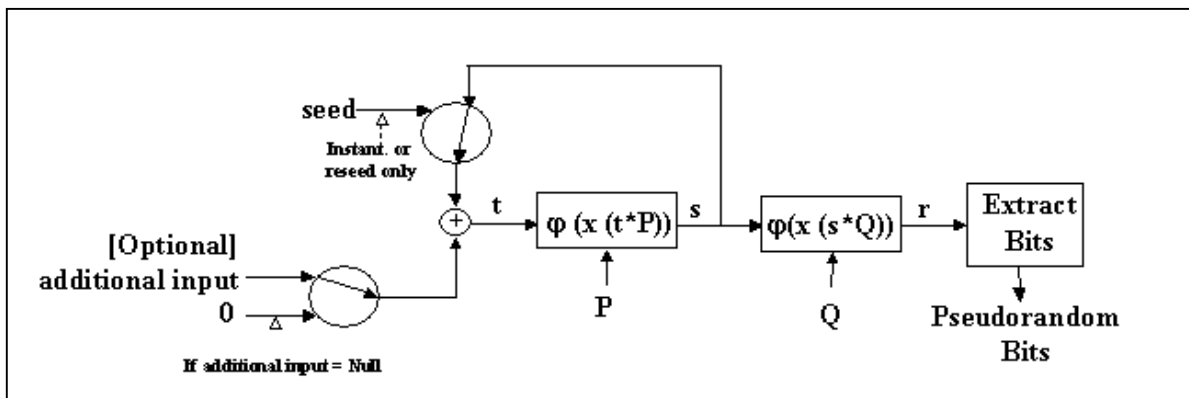 seed
Instant. or
reseed only
[Optional]
additional input
0
If additional input = Null
+
t
φ (x (t*P))
P
s
φ(x (s*Q))
Q
r
Extract
Bits
Pseudorandom
Bits